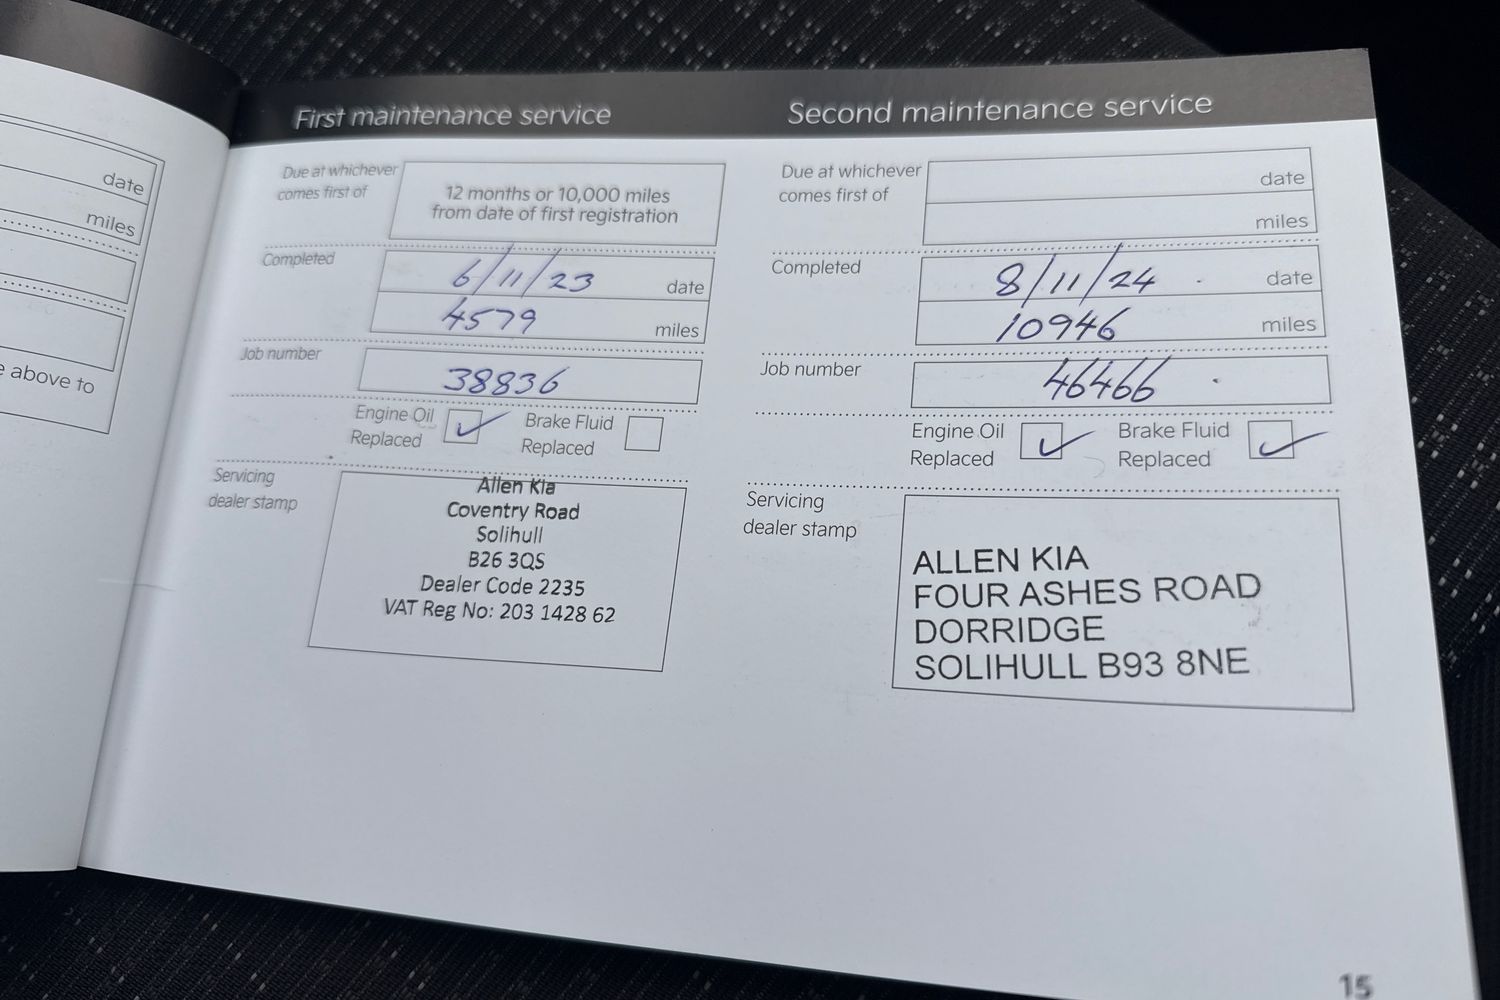 date
miles
e above to
First maintenance service
Due at whichever
comes first of
12 months or 10,000 miles
from date of first registration
Completed
6/11/23 date
4579 miles
Job number
38836
Engine Oil
Replaced
Brake Fluid
Replaced
Servicing
dealer stamp
Allen Kia
Coventry Road
Solihull
B26 3QS
Dealer Code 2235
VAT Reg No: 203 1428 62
Second maintenance service
Due at whichever
comes first of
date
miles
Completed
8/11/24 date
10946 miles
Job number
46466
Engine Oil
Replaced
Brake Fluid
Replaced
Servicing
dealer stamp
ALLEN KIA
FOUR ASHES ROAD
DORRIDGE
SOLIHULL B93 8NE
15